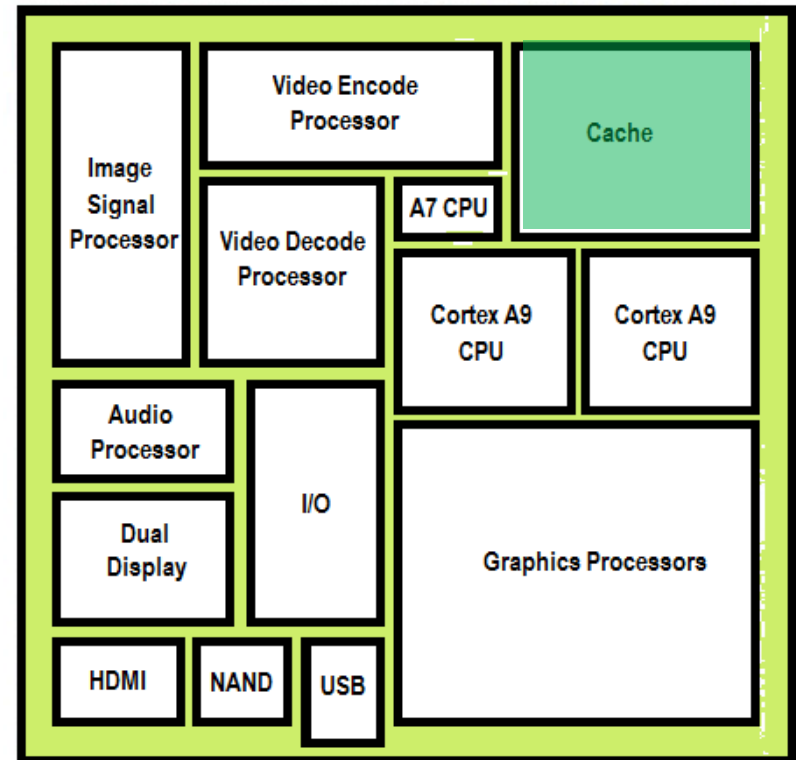 Image
Signal
Processor
Video Encode
Processor
Cache
Video Decode
Processor
A7 CPU
Cortex A9
CPU
Cortex A9
CPU
Audio
Processor
I/O
Dual
Display
Graphics Processors
HDMI
NAND
USB